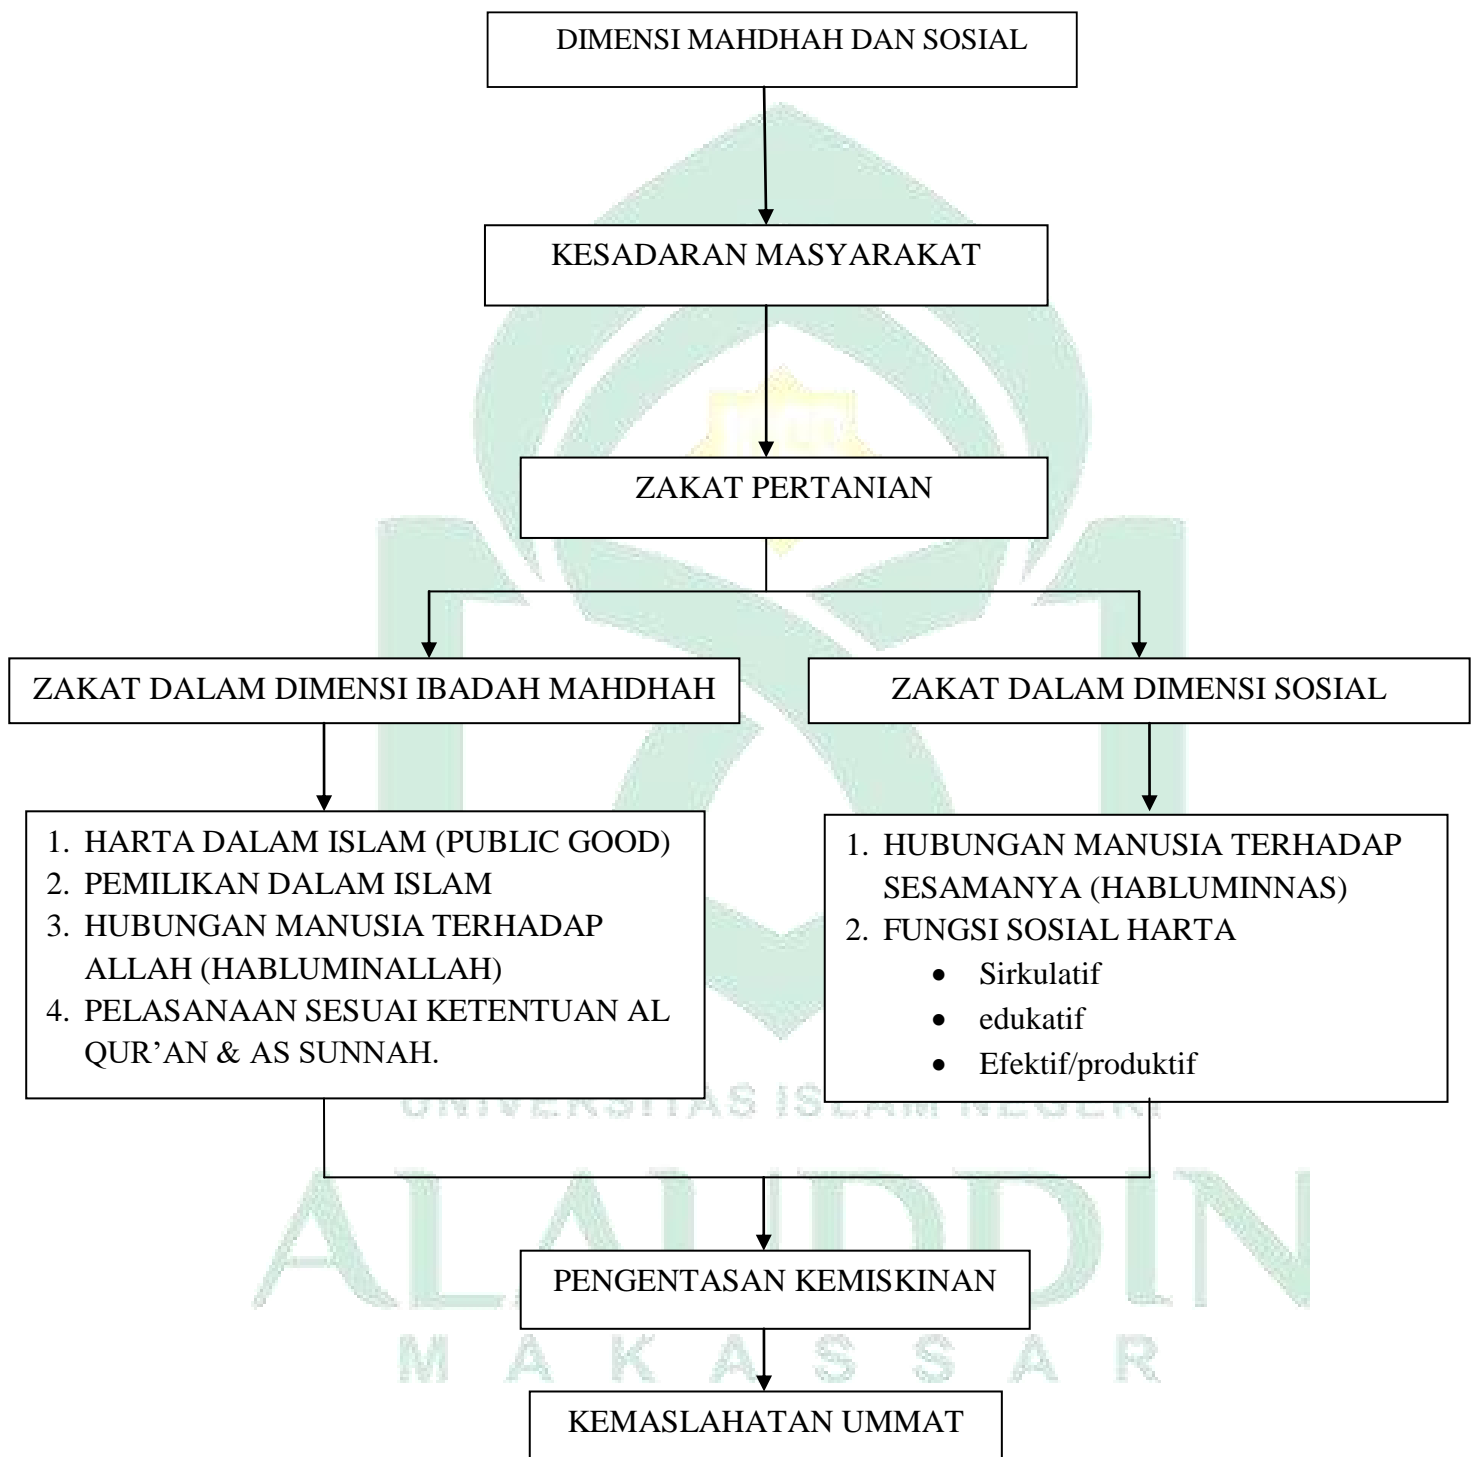 DIMENSI MAHDHAH DAN SOSIAL
KESADARAN MASYARAKAT
ZAKAT PERTANIAN
ZAKAT DALAM DIMENSI IBADAH MAHDHAH
ZAKAT DALAM DIMENSI SOSIAL
1. HARTA DALAM ISLAM (PUBLIC GOOD)
2. PEMILIKAN DALAM ISLAM
3. HUBUNGAN MANUSIA TERHADAP
ALLAH (HABLUMINALLAH)
4. PELASANAAN SESUAI KETENTUAN AL
QUR’AN & AS SUNNAH.
1. HUBUNGAN MANUSIA TERHADAP
SESAMANYA (HABLUMINNAS)
2. FUNGSI SOSIAL HARTA
• Sirkulatif
• edukatif
• Efektif/produktif
UNIVERSITAS ISLAM NEGERI
ALAUDDIN
PENGENTASAN KEMISKINAN
MAKASSAR
KEMASLAHATAN UMMAT